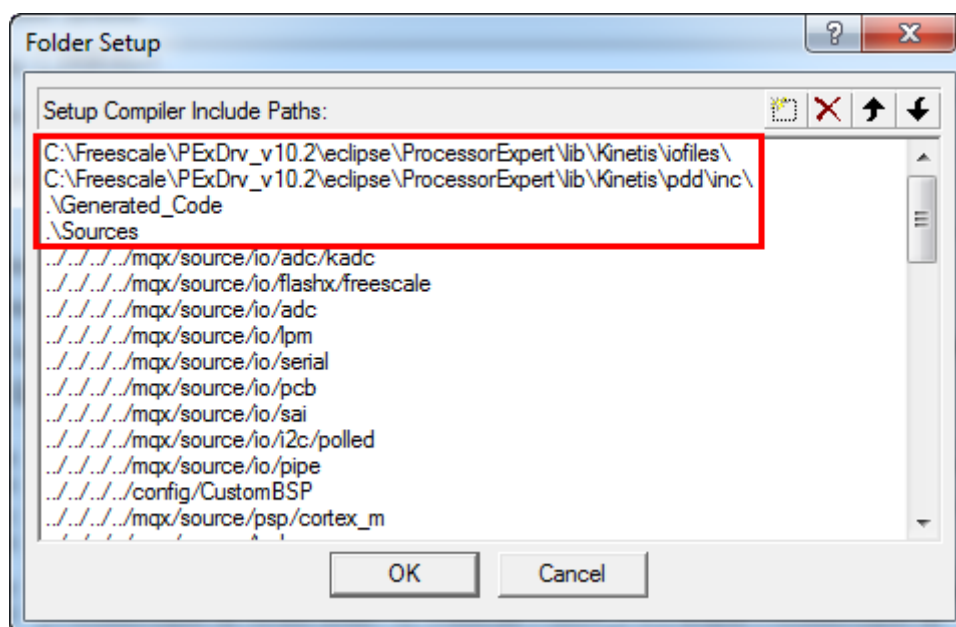 Folder Setup
?
Setup Compiler Include Paths:
C:\Freescale\PExDrv_v10.2\eclipse\ProcessorExpert\lib\Kinetis\iofiles\
C:\Freescale\PExDrv_v10.2\eclipse\ProcessorExpert\lib\Kinetis\pdd\inc\
.\Generated_Code
.\Sources
../../../../mqx/source/io/adc/kadc
../../../../mqx/source/io/flashx/freescale
../../../../mqx/source/io/adc
../../../../mqx/source/io/lpm
../../../../mqx/source/io/serial
../../../../mqx/source/io/pcb
../../../../mqx/source/io/sai
../../../../mqx/source/io/i2c/polled
../../../../mqx/source/io/pipe
../../../../config/CustomBSP
../../../../mqx/source/psp/cortex_m
OK
Cancel